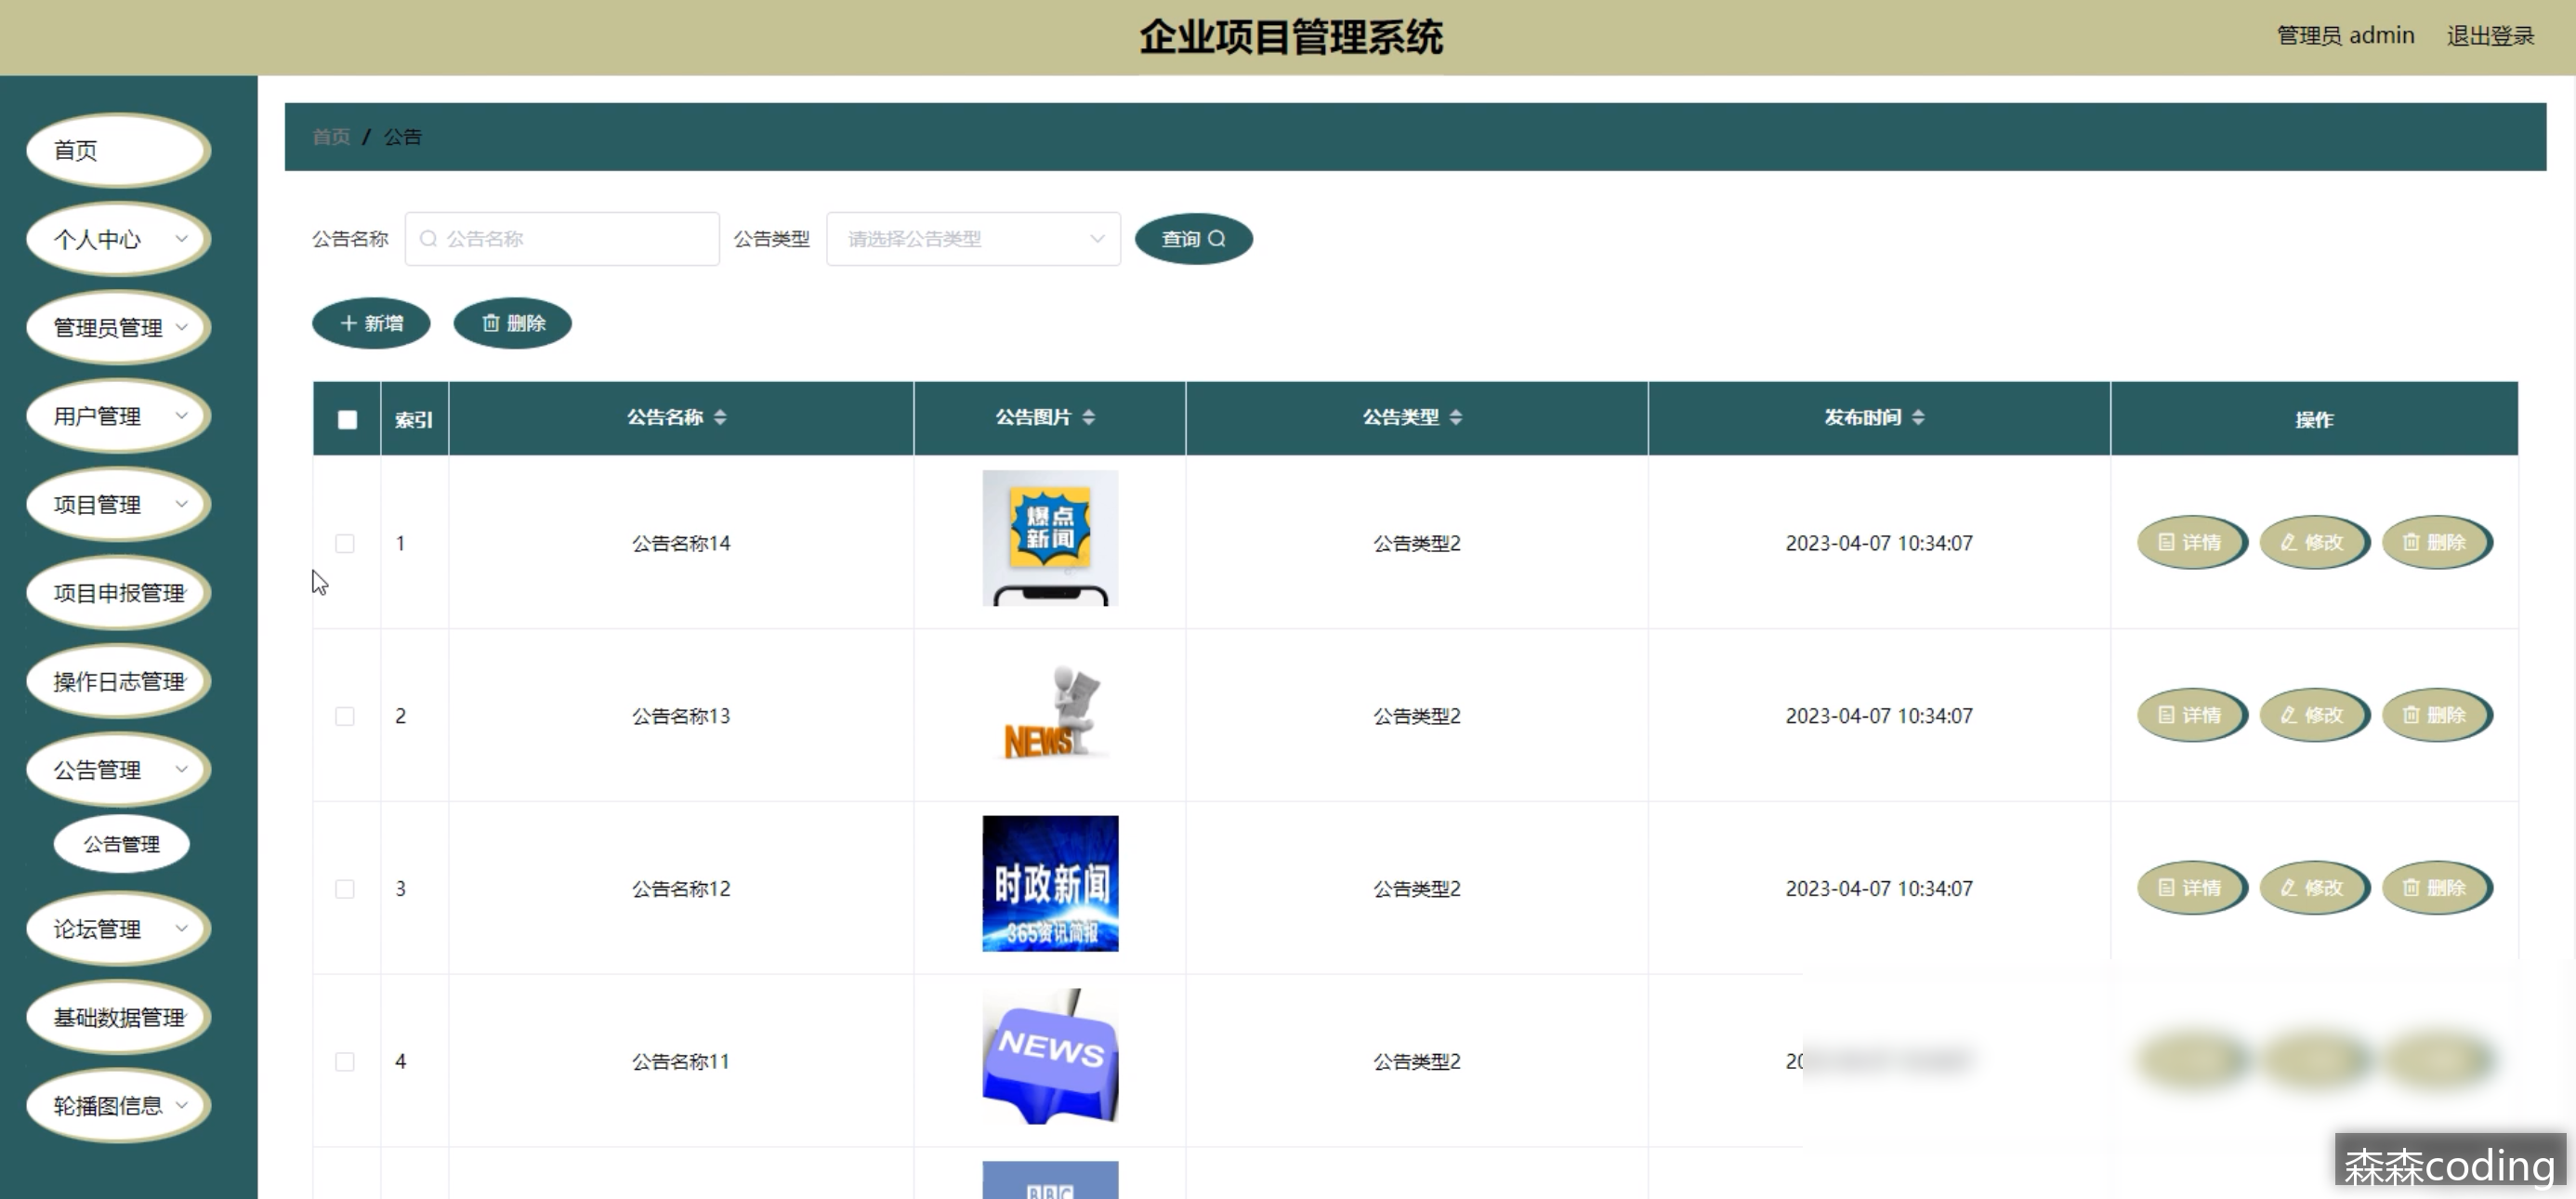 企业项目管理系统
管理员 admin 退出登录
首页
个人中心
管理员管理
用户管理
项目管理
项目申报管理
操作日志管理
公告管理
公告管理
论坛管理
基础数据管理
轮播图信息
首页 / 公告
公告名称 公告名称 公告类型 请选择公告类型 查询
新增 删除
索引 公告名称 公告图片 公告类型 发布时间 操作
爆点
新闻
1 公告名称14 公告类型2 2023-04-07 10:34:07 详情 修改 删除
NEWS
2 公告名称13 公告类型2 2023-04-07 10:34:07 详情 修改 删除
时政新闻
365资讯简报
3 公告名称12 公告类型2 2023-04-07 10:34:07 详情 修改 删除
NEWS
4 公告名称11 公告类型2 20
BBC
森森coding